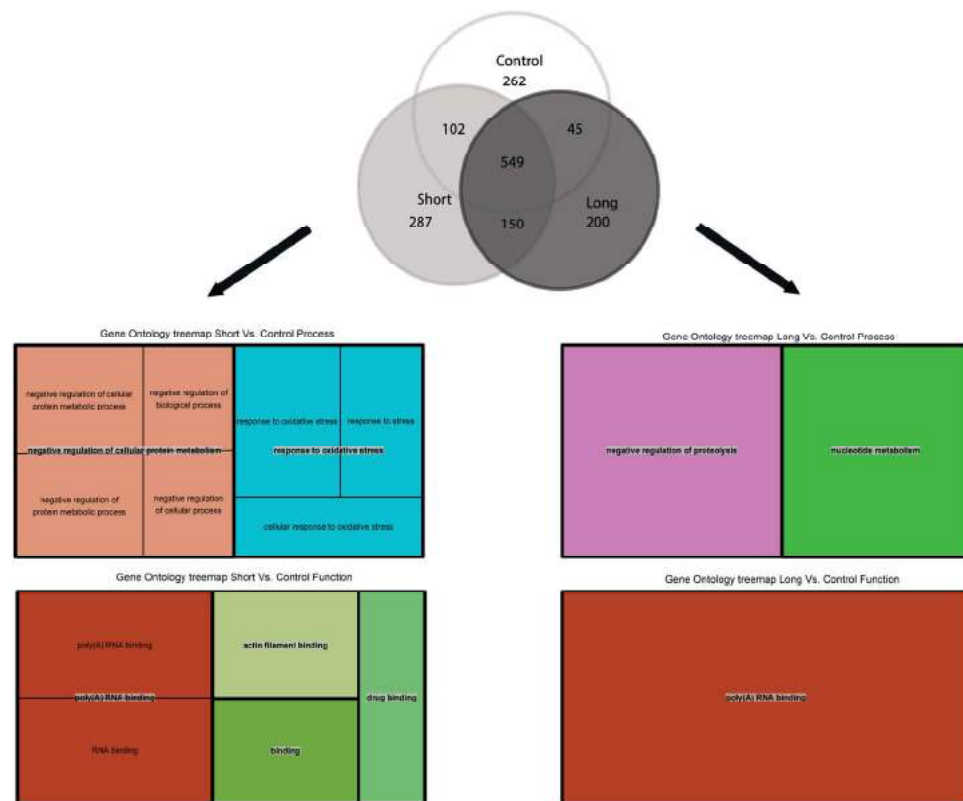 Control
262
102
45
549
Short
287
150
Long
200
Gene Ontology treemap Short Vs. Control Process
negative regulation of cellular
protein metabolic process
negative regulation of
biological process
negative regulation of cellular protein metabolism
negative regulation of
protein metabolic process
negative regulation
of cellular process
response to oxidative stress
response to stress
response to oxidative stress
cellular response to oxidative stress
Gene Ontology treemap Long Vs. Control Process
negative regulation of proteolysis
nucleotide metabolism
Gene Ontology treemap Short Vs. Control Function
poly(A) RNA binding
poly(A) RNA binding
RNA binding
actin filament binding
binding
drug binding
Gene Ontology treemap Long Vs. Control Function
poly(A) RNA binding